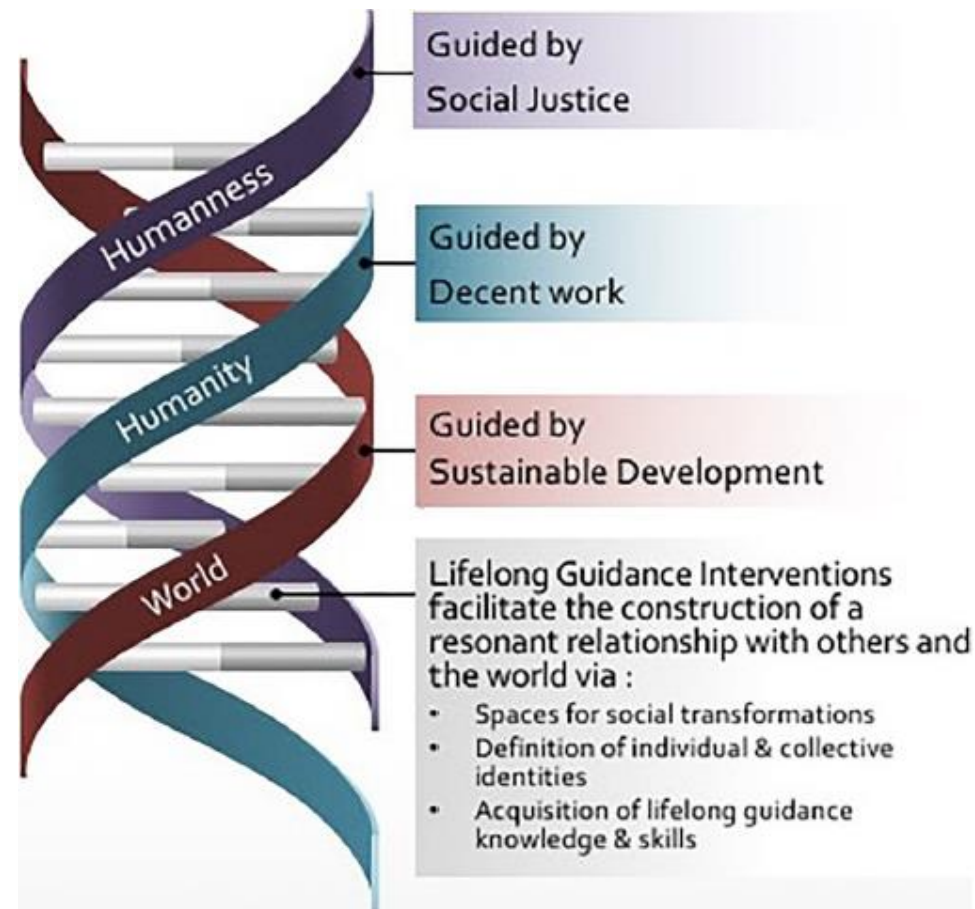 Guided by
Social Justice
Humanness
Guided by
Decent work
Humanity
Guided by
Sustainable Development
World
Lifelong Guidance Interventions
facilitate the construction of a
resonant relationship with others and
the world via :
• Spaces for social transformations
• Definition of individual & collective
identities
• Acquisition of lifelong guidance
knowledge & skills